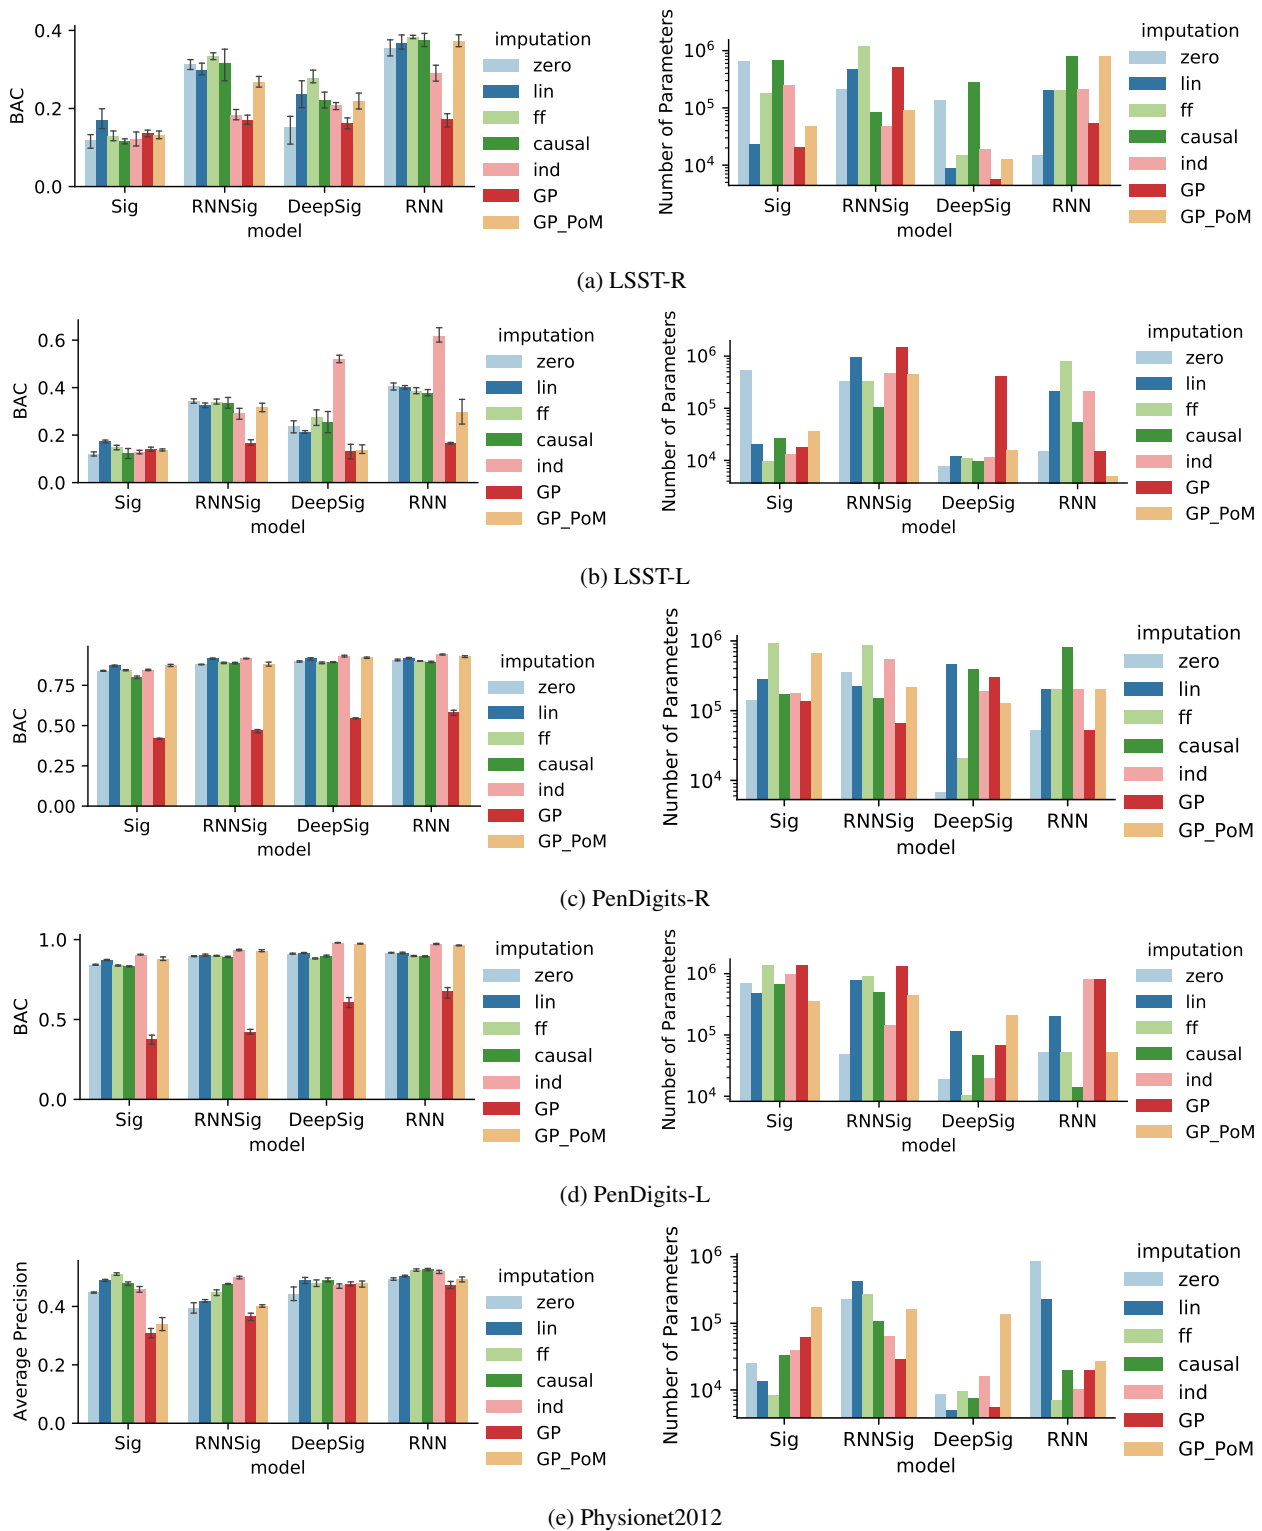 0.4
0.2
0.0
BAC
Sig
RNNSig
DeepSig
RNN
model
imputation
zero
lin
ff
causal
ind
GP
GP_PoM
10^6
10^5
10^4
Number of Parameters
Sig
RNNSig
DeepSig
RNN
model
imputation
zero
lin
ff
causal
ind
GP
GP_PoM
(a) LSST-R
0.6
0.4
0.2
0.0
BAC
Sig
RNNSig
DeepSig
RNN
model
imputation
zero
lin
ff
causal
ind
GP
GP_PoM
10^6
10^5
10^4
Number of Parameters
Sig
RNNSig
DeepSig
RNN
model
imputation
zero
lin
ff
causal
ind
GP
GP_PoM
(b) LSST-L
0.75
0.50
0.25
0.00
BAC
Sig
RNNSig
DeepSig
RNN
model
imputation
zero
lin
ff
causal
ind
GP
GP_PoM
10^6
10^5
10^4
Number of Parameters
Sig
RNNSig
DeepSig
RNN
model
imputation
zero
lin
ff
causal
ind
GP
GP_PoM
(c) PenDigits-R
1.0
0.5
0.0
BAC
Sig
RNNSig
DeepSig
RNN
model
imputation
zero
lin
ff
causal
ind
GP
GP_PoM
10^6
10^5
10^4
Number of Parameters
Sig
RNNSig
DeepSig
RNN
model
imputation
zero
lin
ff
causal
ind
GP
GP_PoM
(d) PenDigits-L
0.4
0.2
0.0
Average Precision
Sig
RNNSig
DeepSig
RNN
model
imputation
zero
lin
ff
causal
ind
GP
GP_PoM
10^6
10^5
10^4
Number of Parameters
Sig
RNNSig
DeepSig
RNN
model
imputation
zero
lin
ff
causal
ind
GP
GP_PoM
(e) Physionet2012